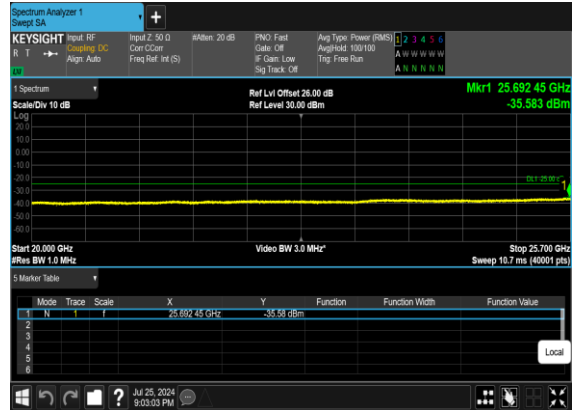 Spectrum Analyzer 1
Swept SA
+
KEYSIGHT Input: RF Input Z: 50 Ω #Atten: 20 dB PNO: Fast Avg Type: Power (RMS) 1 2 3 4 5 6
R T Coupling: DC Corr CCorr Gate: Off Avg|Hold: 100/100 A W W W W W
Align: Auto Freq Ref: Int (S) IF Gain: Low Trig: Free Run
Sig Track: Off A N N N N N
1 Spectrum Ref Lvl Offset 26.00 dB Mkr1 25.692 45 GHz
Scale/Div 10 dB Ref Level 30.00 dBm -35.583 dBm
Log
20.0
10.0
0.00
-10.0
-20.0
DL1 -25.00
1
-30.0
-40.0
-50.0
-60.0
Start 20.000 GHz Video BW 3.0 MHz* Stop 25.700 GHz
#Res BW 1.0 MHz Sweep 10.7 ms (40001 pts)
5 Marker Table
Mode Trace Scale X Y Function Function Width Function Value
1 N 1 f 25.692 45 GHz -35.58 dBm
2
3
4
5
6
Local
? Jul 25, 2024
9:03:03 PM